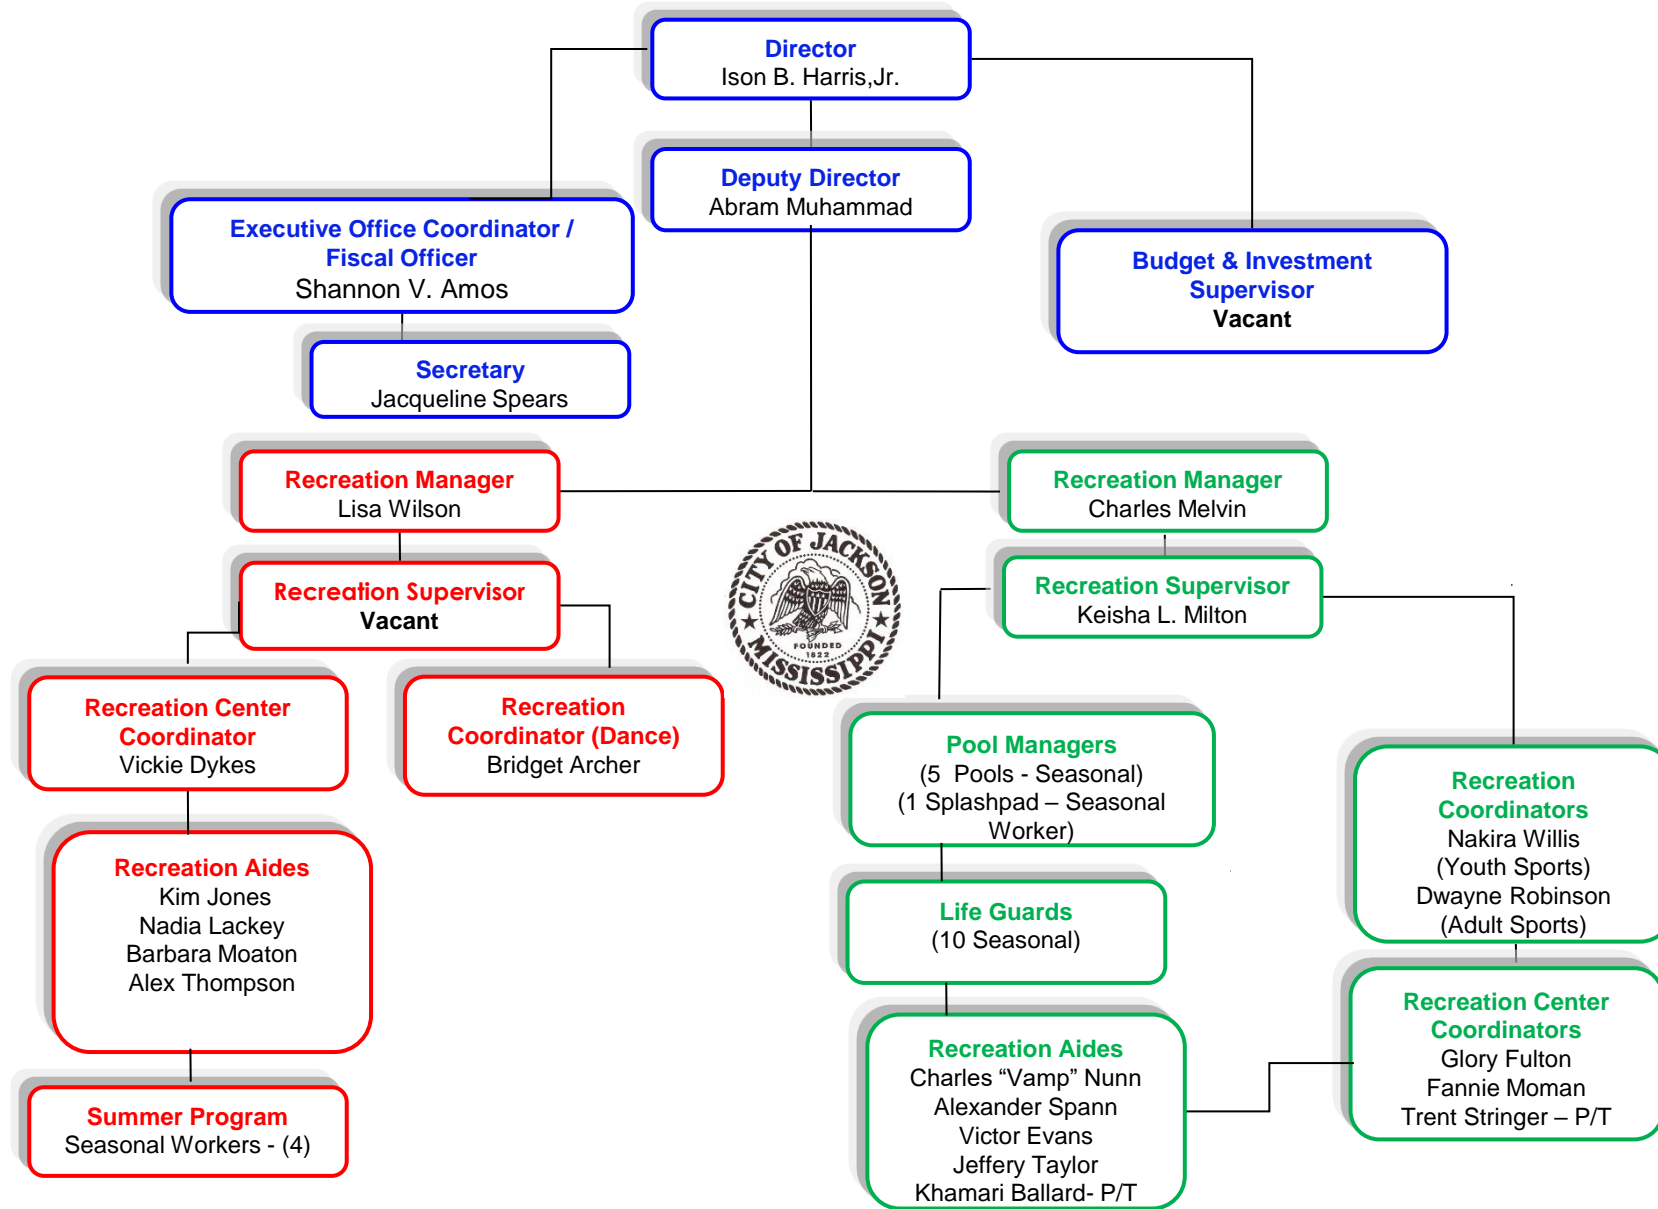 Director
Ison B. Harris,Jr.
Deputy Director
Abram Muhammad
Executive Office Coordinator /
Fiscal Officer
Shannon V. Amos
Budget & Investment
Supervisor
Vacant
Secretary
Jacqueline Spears
Recreation Manager
Lisa Wilson
Recreation Manager
Charles Melvin
CITY OF JACKSON
FOUNDED
1822
MISSISSIPPI
Recreation Supervisor
Vacant
Recreation Supervisor
Keisha L. Milton
Recreation Center
Coordinator
Vickie Dykes
Recreation
Coordinator (Dance)
Bridget Archer
Pool Managers
(5 Pools - Seasonal)
(1 Splashpad – Seasonal
Worker)
Recreation
Coordinators
Nakira Willis
(Youth Sports)
Dwayne Robinson
(Adult Sports)
Recreation Aides
Kim Jones
Nadia Lackey
Barbara Moaton
Alex Thompson
Life Guards
(10 Seasonal)
Recreation Center
Coordinators
Glory Fulton
Fannie Moman
Trent Stringer – P/T
Recreation Aides
Charles “Vamp” Nunn
Alexander Spann
Victor Evans
Jeffery Taylor
Khamari Ballard- P/T
Summer Program
Seasonal Workers - (4)